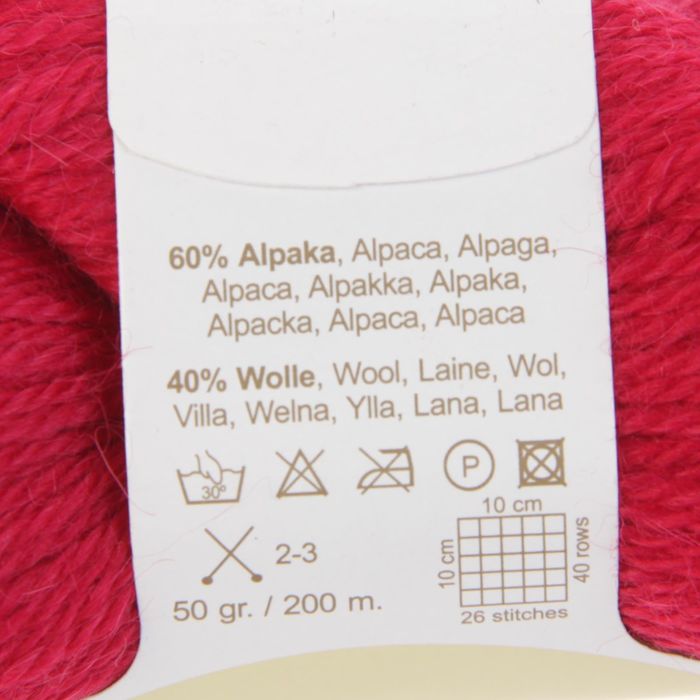 60% Alpaka, Alpaca, Alpaga,
Alpaca, Alpakka, Alpaka,
Alpacka, Alpaca, Alpaca
40% Wolle, Wool, Laine, Wol,
Villa, Welna, Ylla, Lana, Lana
30° P
10 cm
10 cm
40 rows
2-3
26 stitches
50 gr. / 200 m.